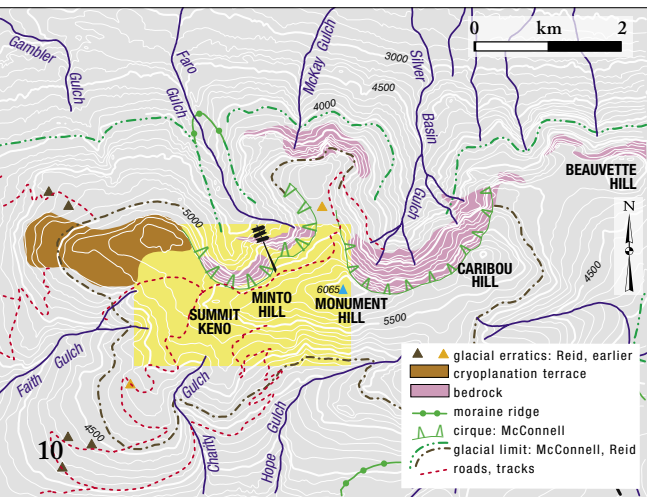 0 km 2
Gambler
Gulch
Faro
Gulch
McKay Gulch
Silver
Basin
Gulch
3000
4500
4000
BEAUVETTE
HILL
N
5000
4500
CARIBOU
HILL
6065
MONUMENT
HILL
MINTO
HILL
SUMMIT
KENO
5500
Faith Gulch
Gulch
Charity
Hope Gulch
4500
10
glacial erratics: Reid, earlier
cryoplanation terrace
bedrock
moraine ridge
cirque: McConnell
glacial limit: McConnell, Reid
roads, tracks